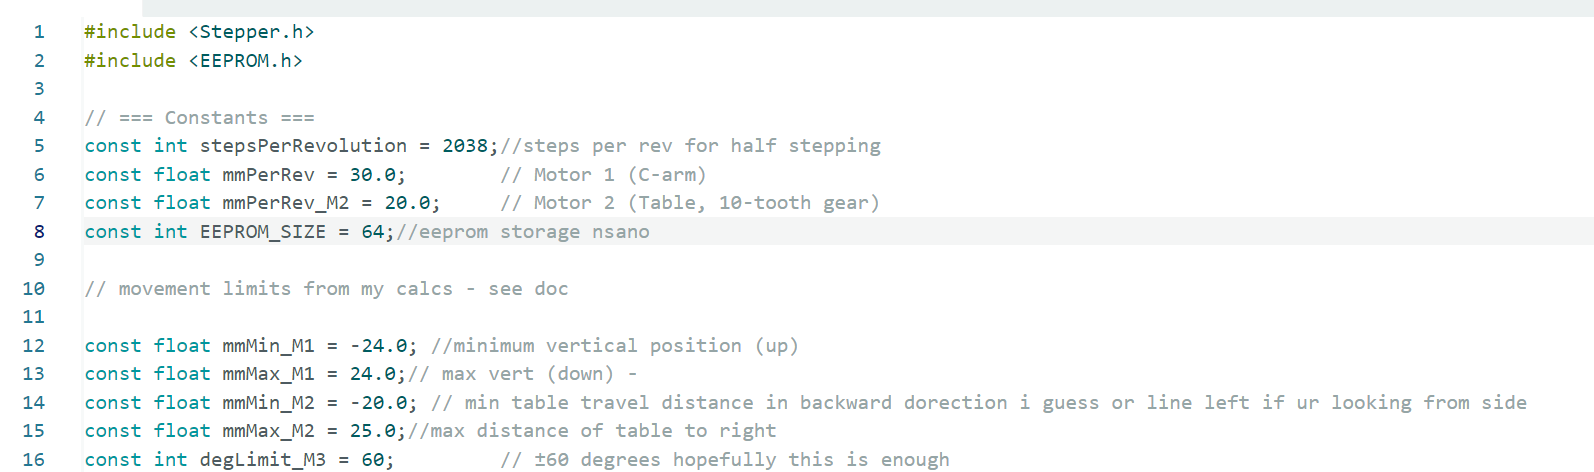 1 #include <Stepper.h>
2 #include <EEPROM.h>
3
4 // === Constants ===
5 const int stepsPerRevolution = 2038;//steps per rev for half stepping
6 const float mmPerRev = 30.0;        // Motor 1 (C-arm)
7 const float mmPerRev_M2 = 20.0;     // Motor 2 (Table, 10-tooth gear)
8 const int EEPROM_SIZE = 64;//eeprom storage nsano
9
10 // movement limits from my calcs - see doc
11
12 const float mmMin_M1 = -24.0; //minimum vertical position (up)
13 const float mmMax_M1 = 24.0;// max vert (down) -
14 const float mmMin_M2 = -20.0; // min table travel distance in backward dorection i guess or line left if ur looking from side
15 const float mmMax_M2 = 25.0;//max distance of table to right
16 const int degLimit_M3 = 60;         // ±60 degrees hopefully this is enough